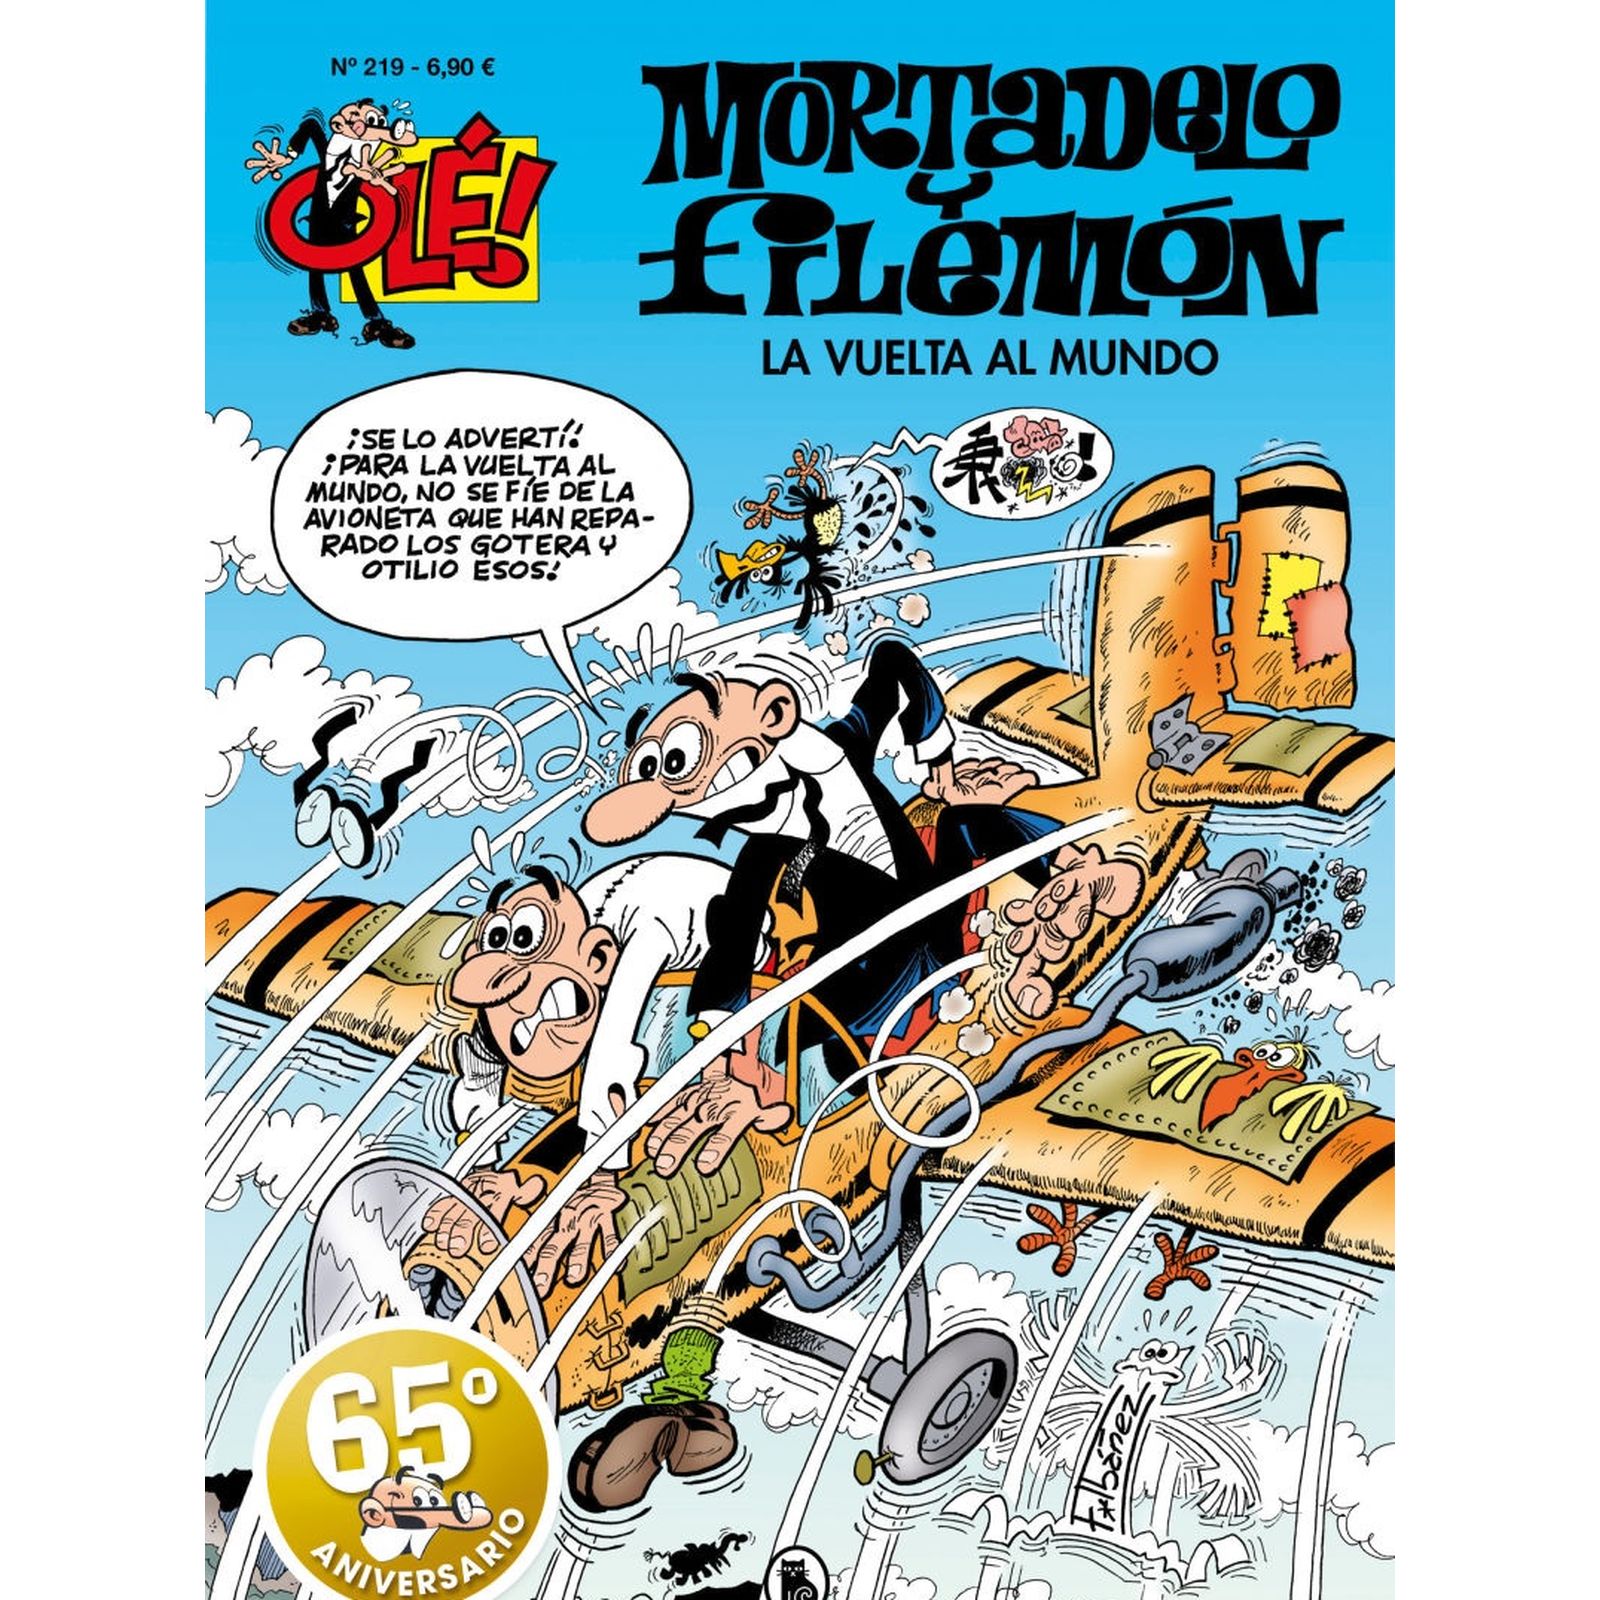 Nº 219 - 6,90 €
OLÉ!
MORTADELO
Y
FILEMÓN
LA VUELTA AL MUNDO
¡SE LO ADVERTÍ!
¡PARA LA VUELTA AL
MUNDO, NO SE FÍE DE LA
AVIONETA QUE HAN REPA-
RADO LOS GOTERA Y
OTILIO ESOS!
F. Ibáñez
65º
ANIVERSARIO